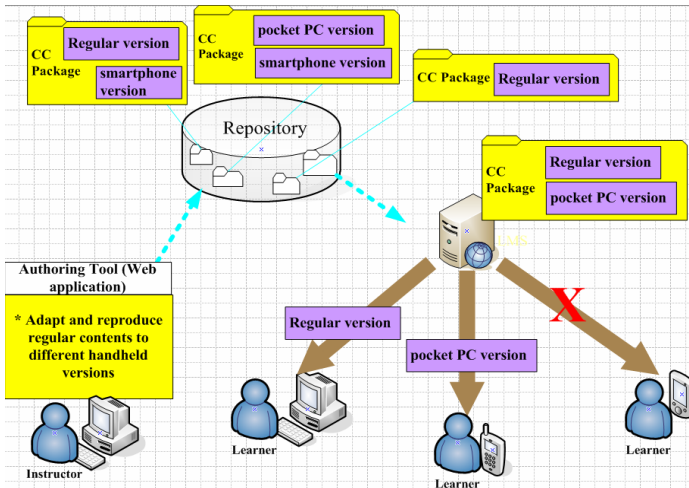 CC
Package
Regular version
smartphone
version
CC
Package
pocket PC version
smartphone version
CC Package
Regular version
Repository
CC
Package
Regular version
pocket PC version
LMS
Authoring Tool (Web
application)
* Adapt and reproduce
regular contents to
different handheld
versions
Regular version
pocket PC version
X
Instructor
Learner
Learner
Learner